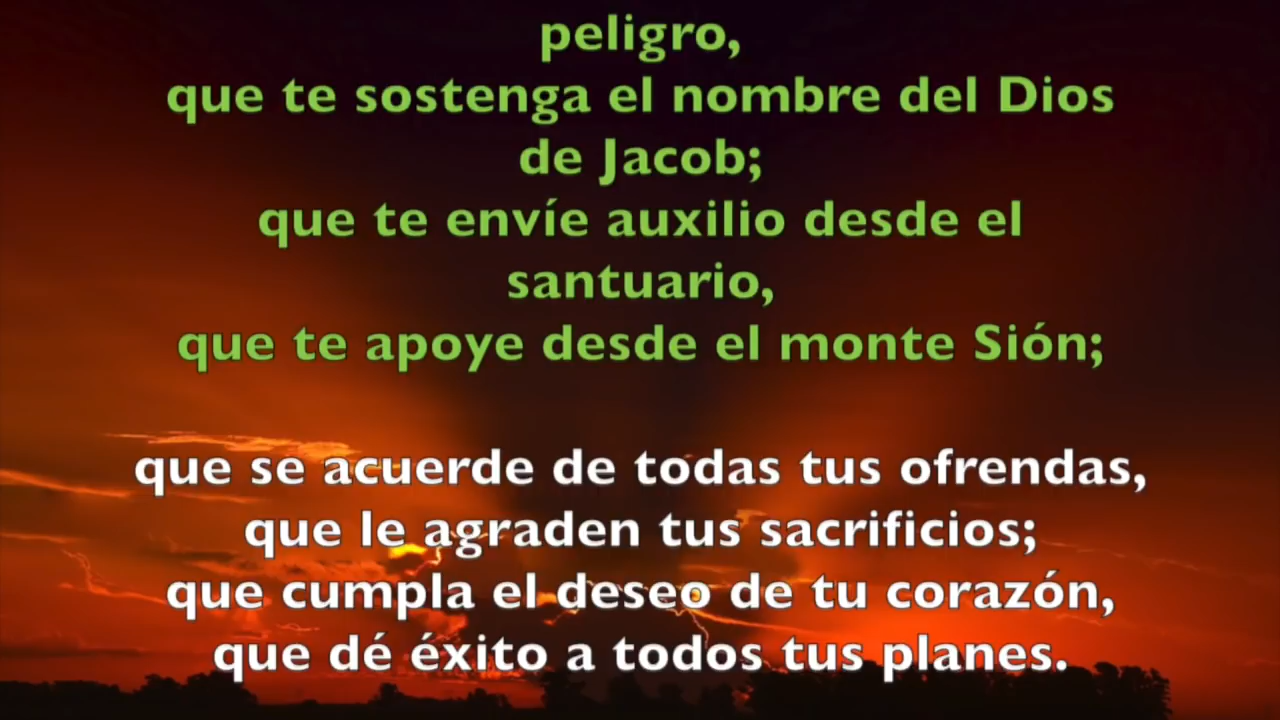 peligro,
que te sostenga el nombre del Dios
de Jacob;
que te envíe auxilio desde el
santuario,
que te apoye desde el monte Sión;
que se acuerde de todas tus ofrendas,
que le agraden tus sacrificios;
que cumpla el deseo de tu corazón,
que dé éxito a todos tus planes.